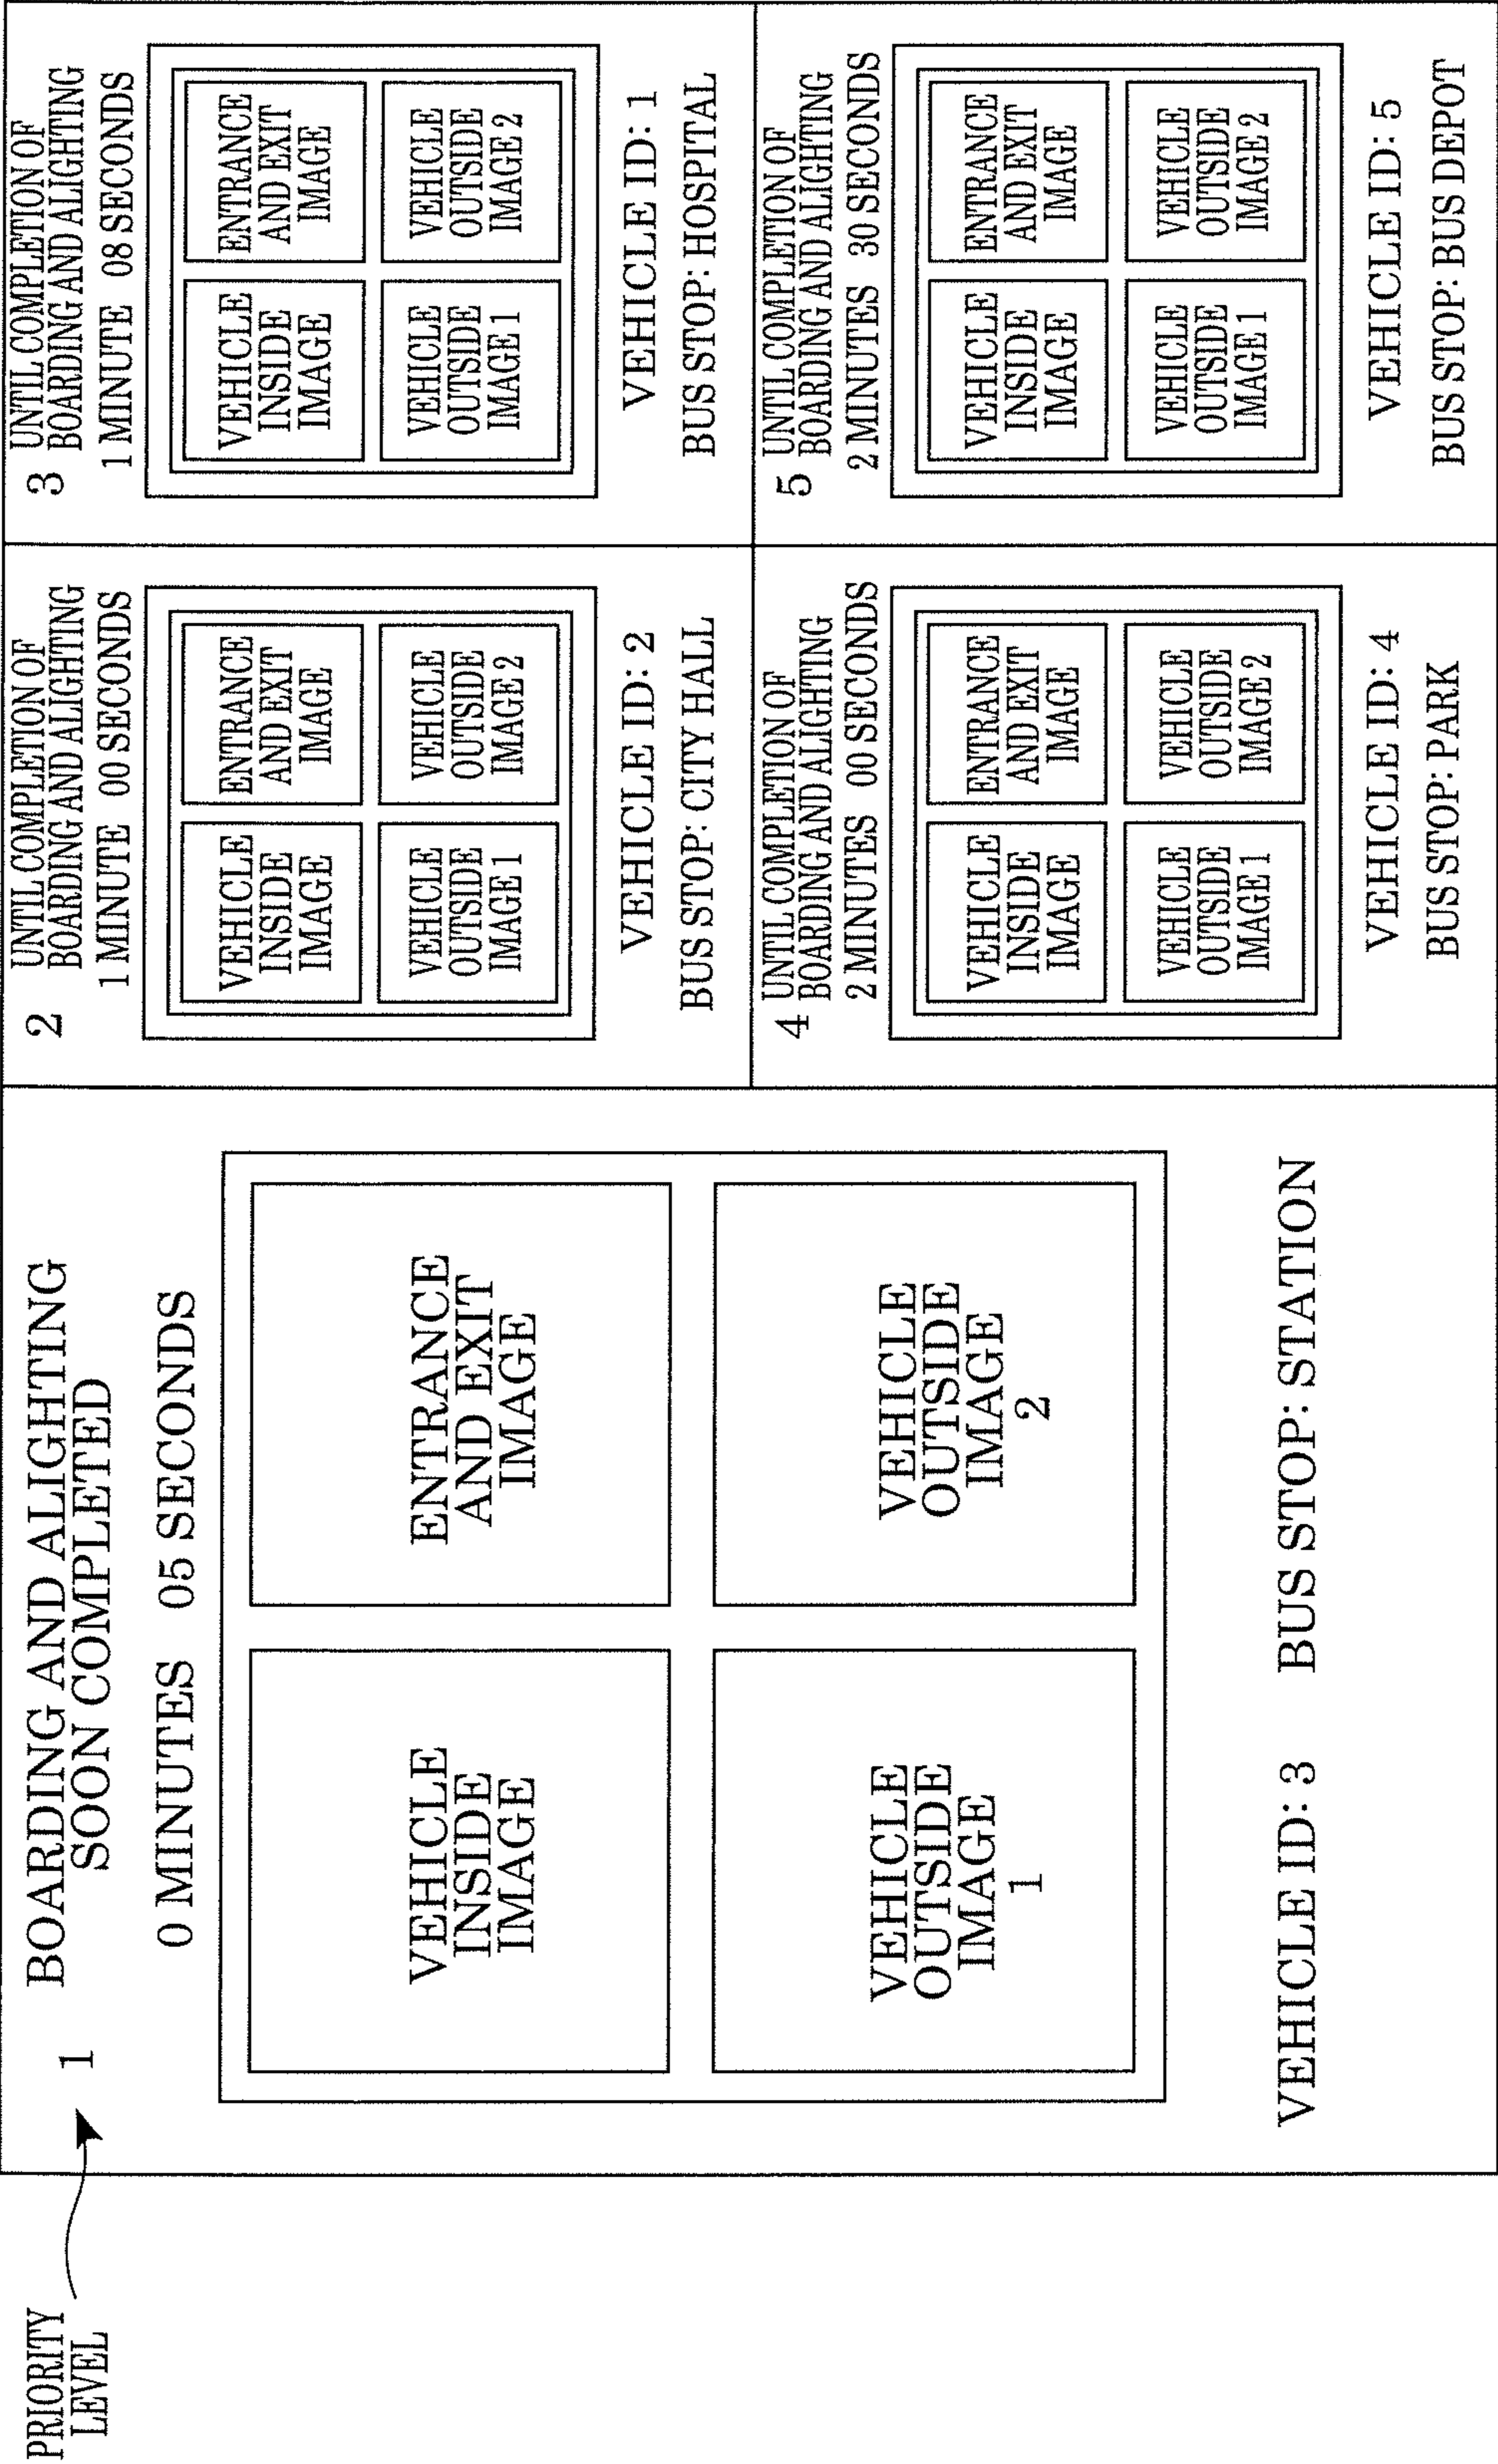 PRIORITY
LEVEL
1
BOARDING AND ALIGHTING
SOON COMPLETED
0 MINUTES 05 SECONDS
VEHICLE
INSIDE
IMAGE
ENTRANCE
AND EXIT
IMAGE
VEHICLE
OUTSIDE
IMAGE
1
VEHICLE
OUTSIDE
IMAGE
2
VEHICLE ID: 3 BUS STOP: STATION
2
UNTIL COMPLETION OF
BOARDING AND ALIGHTING
1 MINUTE 00 SECONDS
VEHICLE
INSIDE
IMAGE
ENTRANCE
AND EXIT
IMAGE
VEHICLE
OUTSIDE
IMAGE 1
VEHICLE
OUTSIDE
IMAGE 2
VEHICLE ID: 2
BUS STOP: CITY HALL
3
UNTIL COMPLETION OF
BOARDING AND ALIGHTING
1 MINUTE 08 SECONDS
VEHICLE
INSIDE
IMAGE
ENTRANCE
AND EXIT
IMAGE
VEHICLE
OUTSIDE
IMAGE 1
VEHICLE
OUTSIDE
IMAGE 2
VEHICLE ID: 1
BUS STOP: HOSPITAL
4
UNTIL COMPLETION OF
BOARDING AND ALIGHTING
2 MINUTES 00 SECONDS
VEHICLE
INSIDE
IMAGE
ENTRANCE
AND EXIT
IMAGE
VEHICLE
OUTSIDE
IMAGE 1
VEHICLE
OUTSIDE
IMAGE 2
VEHICLE ID: 4
BUS STOP: PARK
5
UNTIL COMPLETION OF
BOARDING AND ALIGHTING
2 MINUTES 30 SECONDS
VEHICLE
INSIDE
IMAGE
ENTRANCE
AND EXIT
IMAGE
VEHICLE
OUTSIDE
IMAGE 1
VEHICLE
OUTSIDE
IMAGE 2
VEHICLE ID: 5
BUS STOP: BUS DEPOT